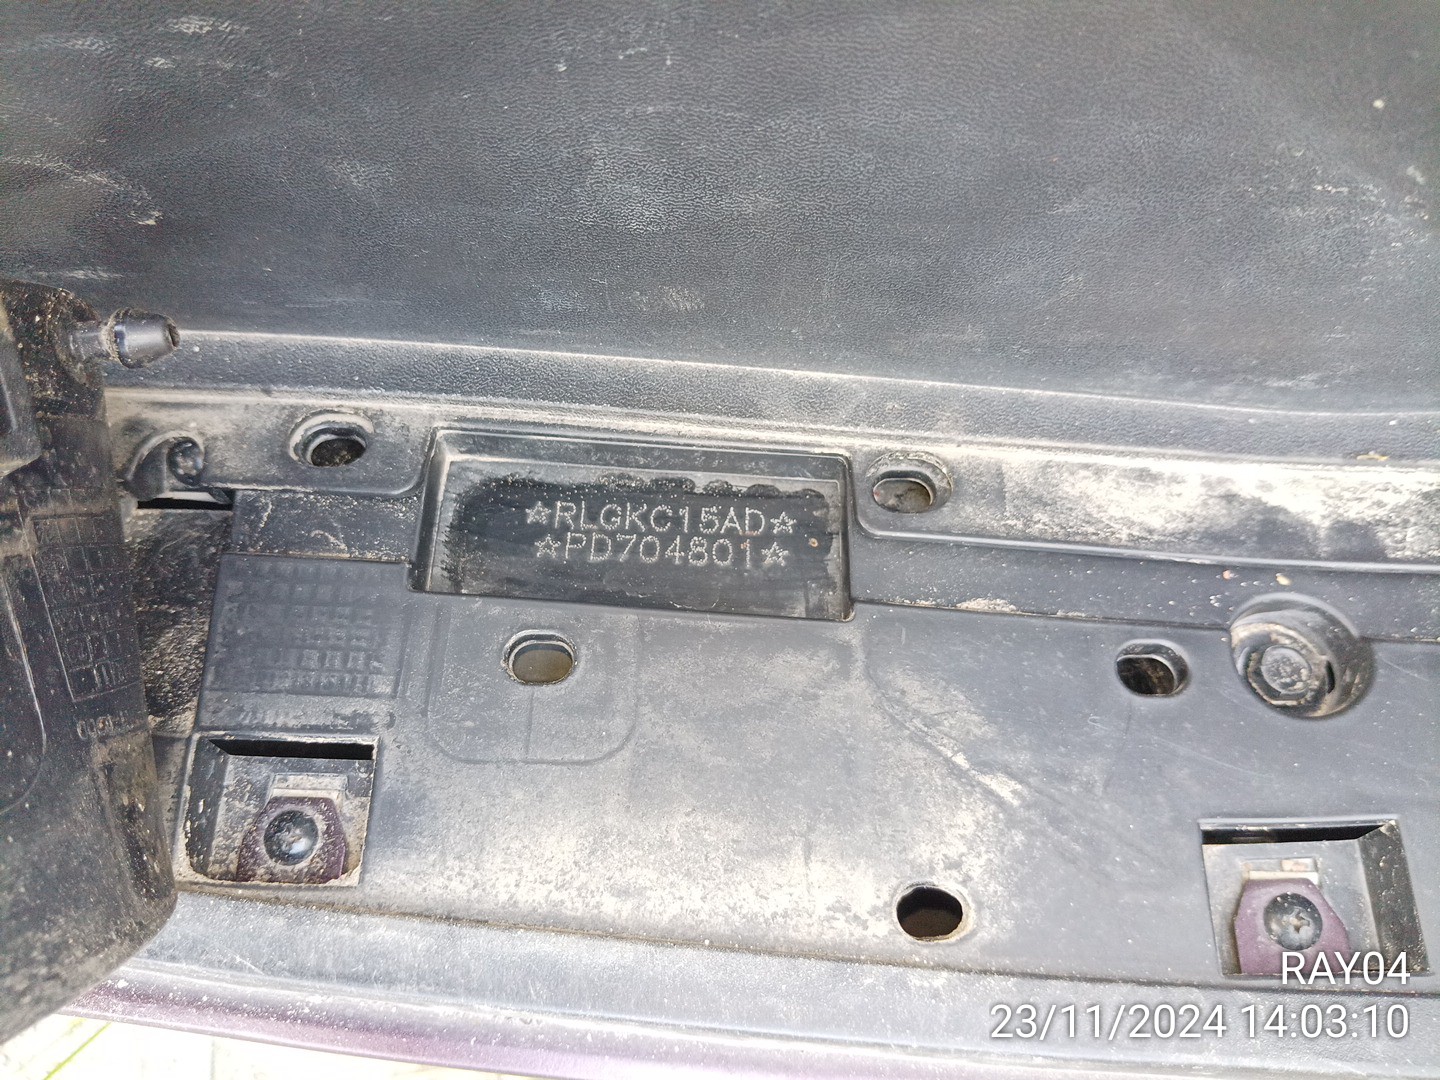 ☆RLGKC15AD☆
☆PD704801☆
RAY04
23/11/2024 14:03:10